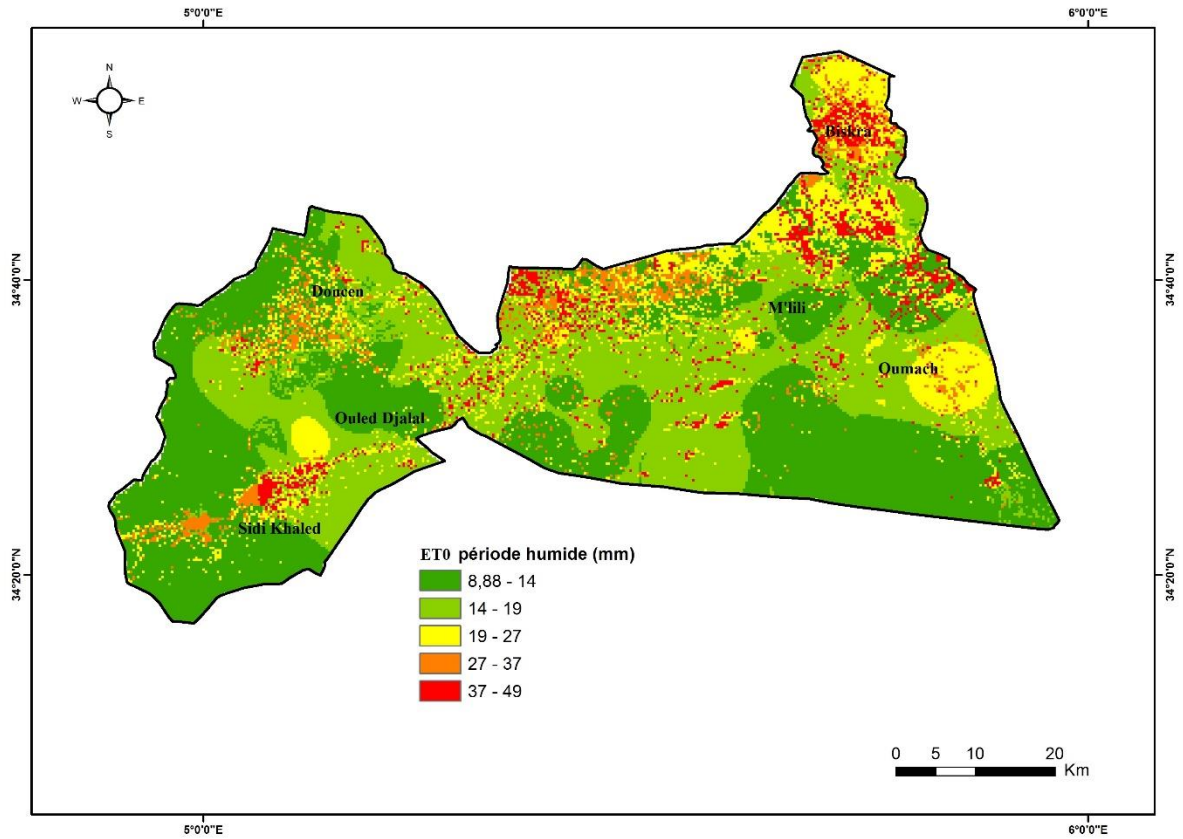 5°0'0"E
6°0'0"E
N
W
E
S
Biskra
34°40'0"N
34°40'0"N
Doucen
M'lili
Oumach
Ouled Djalal
Sidi Khaled
ET0 période humide (mm)
34°20'0"N
34°20'0"N
8,88 - 14
14 - 19
19 - 27
27 - 37
37 - 49
0 5 10 20
Km
5°0'0"E
6°0'0"E